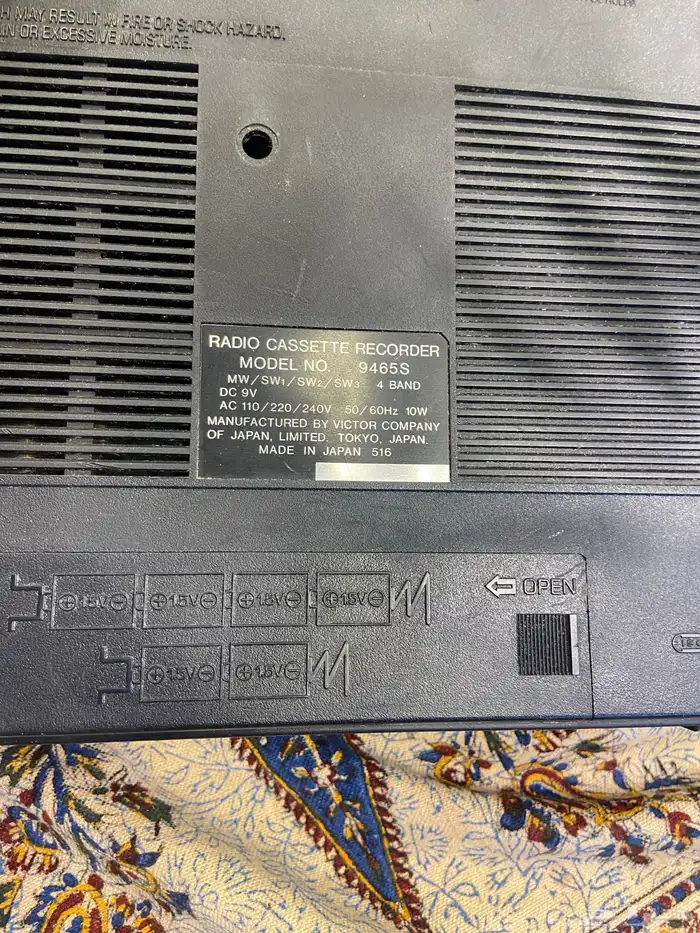 MAY RESULT IN FIRE OR SHOCK HAZARD.
IN OR EXCESSIVE MOISTURE.
RADIO CASSETTE RECORDER
MODEL NO. 9465S
MW/SW1/SW2/SW3 4 BAND
DC 9V
AC 110/220/240V 50/60Hz 10W
MANUFACTURED BY VICTOR COMPANY
OF JAPAN, LIMITED. TOKYO, JAPAN.
MADE IN JAPAN 516
⊕1.5V⊖ ⊕1.5V⊖ ⊕1.5V⊖ ⊕1.5V⊖
⇦ OPEN
⊕1.5V⊖ ⊕1.5V⊖